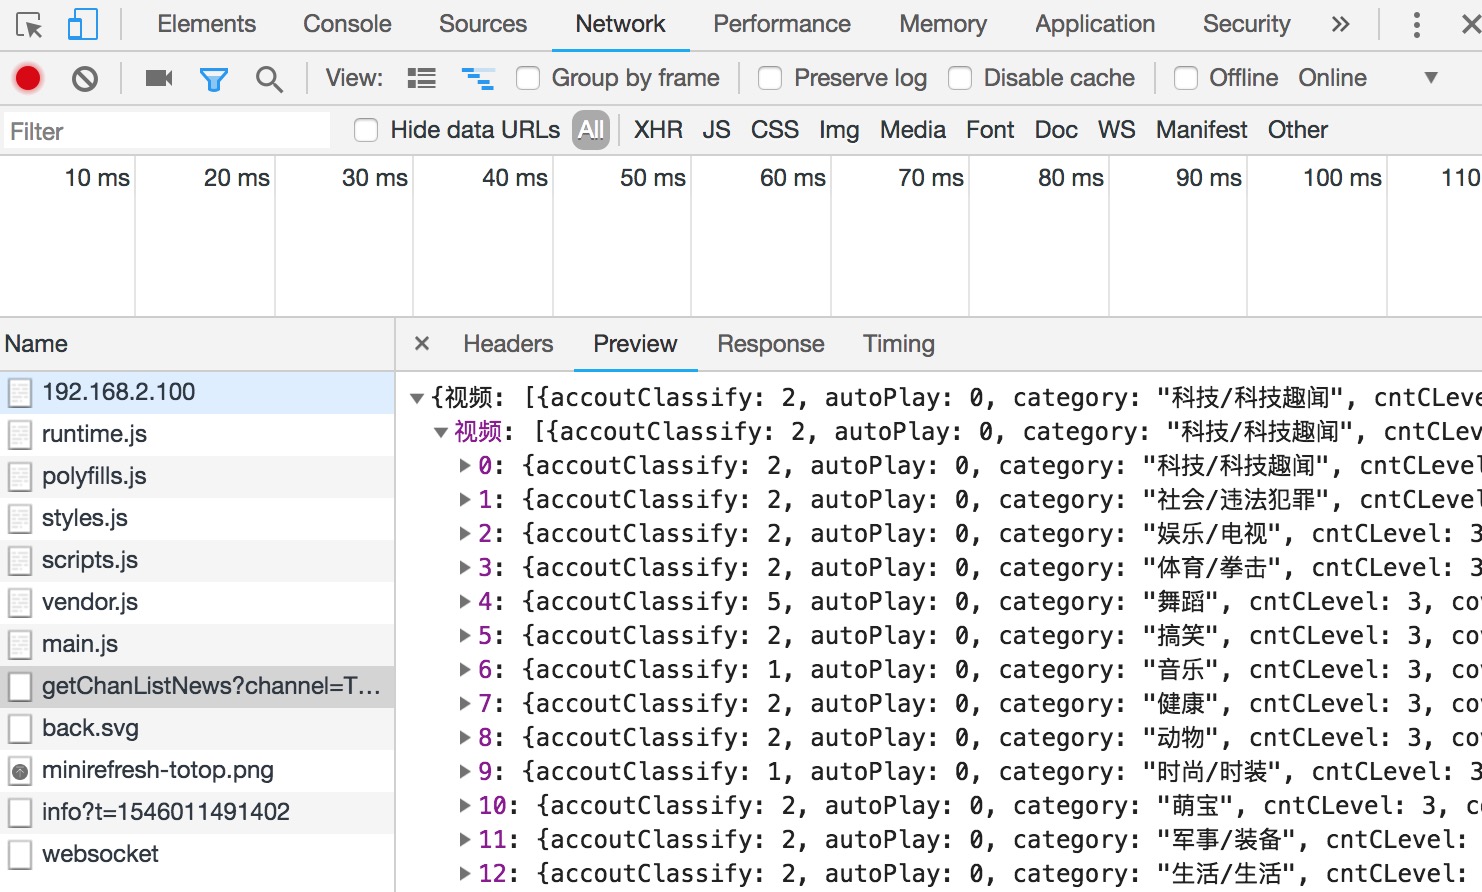 Elements Console Sources Network Performance Memory Application Security
View: Group by frame Preserve log Disable cache Offline Online
Filter Hide data URLs All XHR JS CSS Img Media Font Doc WS Manifest Other
10 ms 20 ms 30 ms 40 ms 50 ms 60 ms 70 ms 80 ms 90 ms 100 ms 110
Name
192.168.2.100
runtime.js
polyfills.js
styles.js
scripts.js
vendor.js
main.js
getChanListNews?channel=T...
back.svg
minirefresh-totop.png
info?t=1546011491402
websocket
Headers Preview Response Timing
{视频: [{accoutClassify: 2, autoPlay: 0, category: "科技/科技趣闻", cntCLeve
视频: [{accoutClassify: 2, autoPlay: 0, category: "科技/科技趣闻", cntCLev
0: {accoutClassify: 2, autoPlay: 0, category: "科技/科技趣闻", cntCLevel
1: {accoutClassify: 2, autoPlay: 0, category: "社会/违法犯罪", cntCLevel
2: {accoutClassify: 2, autoPlay: 0, category: "娱乐/电视", cntCLevel: 3
3: {accoutClassify: 2, autoPlay: 0, category: "体育/拳击", cntCLevel: 3
4: {accoutClassify: 5, autoPlay: 0, category: "舞蹈", cntCLevel: 3, cov
5: {accoutClassify: 2, autoPlay: 0, category: "搞笑", cntCLevel: 3, cov
6: {accoutClassify: 1, autoPlay: 0, category: "音乐", cntCLevel: 3, cov
7: {accoutClassify: 2, autoPlay: 0, category: "健康", cntCLevel: 3, cov
8: {accoutClassify: 2, autoPlay: 0, category: "动物", cntCLevel: 3, cov
9: {accoutClassify: 1, autoPlay: 0, category: "时尚/时装", cntCLevel: 3
10: {accoutClassify: 2, autoPlay: 0, category: "萌宝", cntCLevel: 3, co
11: {accoutClassify: 2, autoPlay: 0, category: "军事/装备", cntCLevel:
12: {accoutClassify: 2, autoPlay: 0, category: "生活/生活", cntCLevel: